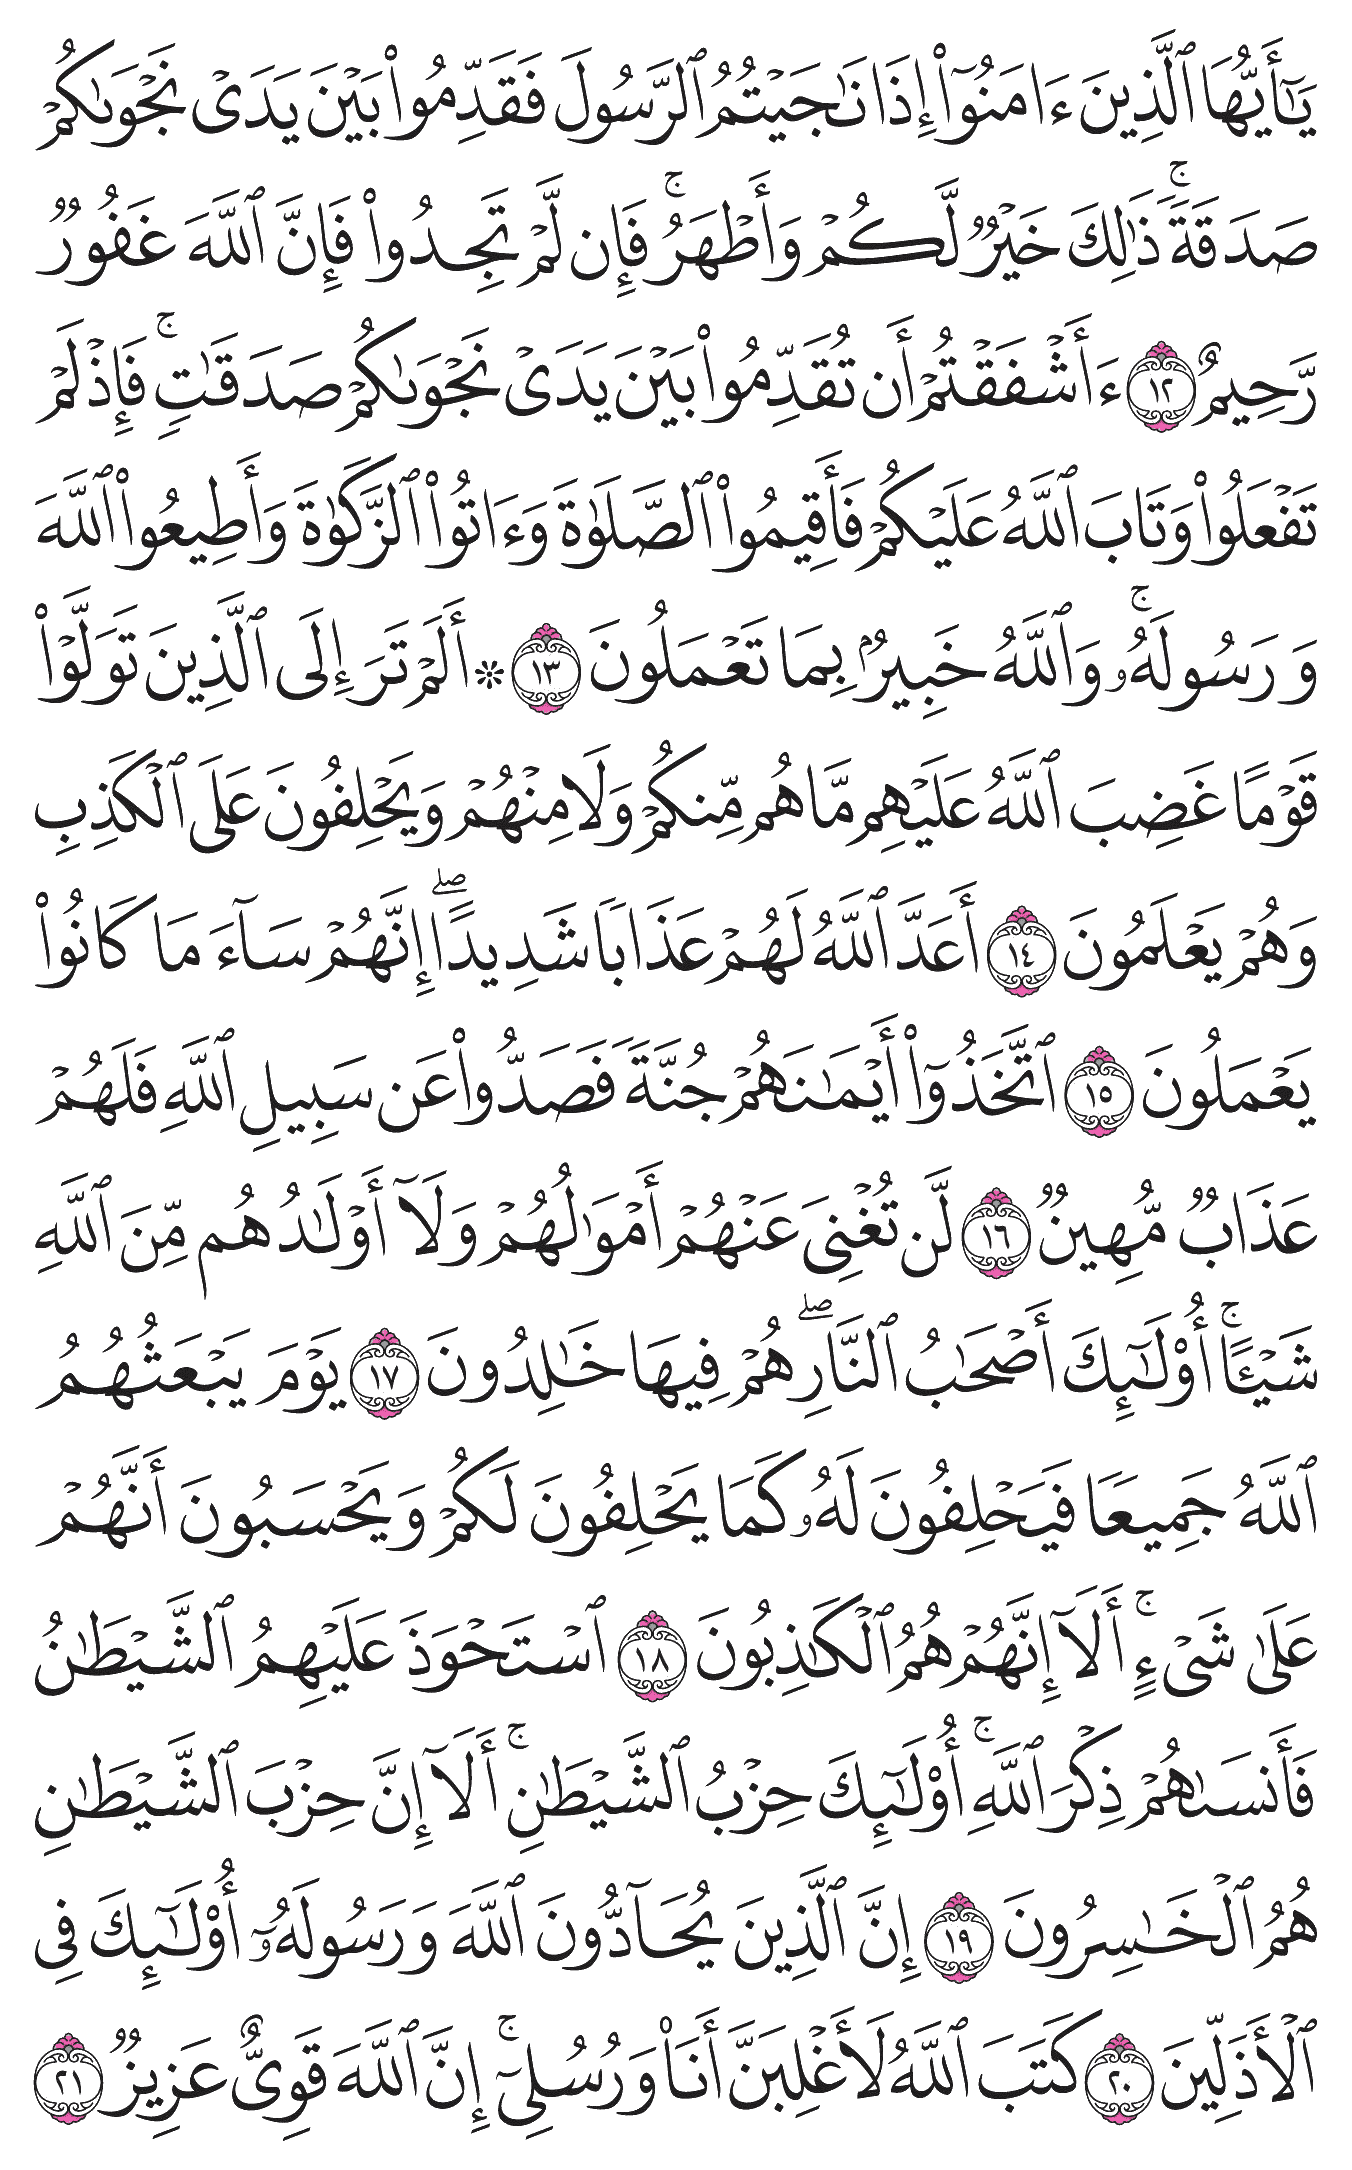 يَٰٓأَيُّهَا ٱلَّذِينَ ءَامَنُوٓاْ إِذَا نَٰجَيۡتُمُ ٱلرَّسُولَ فَقَدِّمُواْ بَيۡنَ يَدَيۡ نَجۡوَىٰكُمۡ
صَدَقَةٗۚ ذَٰلِكَ خَيۡرٞ لَّكُمۡ وَأَطۡهَرُۚ فَإِن لَّمۡ تَجِدُواْ فَإِنَّ ٱللَّهَ غَفُورٞ
رَّحِيمٌ ١٢ ءَأَشۡفَقۡتُمۡ أَن تُقَدِّمُواْ بَيۡنَ يَدَيۡ نَجۡوَىٰكُمۡ صَدَقَٰتٖۚ فَإِذۡ لَمۡ
تَفۡعَلُواْ وَتَابَ ٱللَّهُ عَلَيۡكُمۡ فَأَقِيمُواْ ٱلصَّلَوٰةَ وَءَاتُواْ ٱلزَّكَوٰةَ وَأَطِيعُواْ ٱللَّهَ
وَرَسُولَهُۥۚ وَٱللَّهُ خَبِيرُۢ بِمَا تَعۡمَلُونَ ١٣ ۞ أَلَمۡ تَرَ إِلَى ٱلَّذِينَ تَوَلَّوۡاْ
قَوۡمًا غَضِبَ ٱللَّهُ عَلَيۡهِم مَّا هُم مِّنكُمۡ وَلَا مِنۡهُمۡ وَيَحۡلِفُونَ عَلَى ٱلۡكَذِبِ
وَهُمۡ يَعۡلَمُونَ ١٤ أَعَدَّ ٱللَّهُ لَهُمۡ عَذَابٗا شَدِيدًاۖ إِنَّهُمۡ سَآءَ مَا كَانُواْ
يَعۡمَلُونَ ١٥ ٱتَّخَذُوٓاْ أَيۡمَٰنَهُمۡ جُنَّةٗ فَصَدُّواْ عَن سَبِيلِ ٱللَّهِ فَلَهُمۡ
عَذَابٞ مُّهِينٞ ١٦ لَّن تُغۡنِيَ عَنۡهُمۡ أَمۡوَٰلُهُمۡ وَلَآ أَوۡلَٰدُهُم مِّنَ ٱللَّهِ
شَيۡـًٔاۚ أُوْلَٰٓئِكَ أَصۡحَٰبُ ٱلنَّارِۖ هُمۡ فِيهَا خَٰلِدُونَ ١٧ يَوۡمَ يَبۡعَثُهُمُ
ٱللَّهُ جَمِيعٗا فَيَحۡلِفُونَ لَهُۥ كَمَا يَحۡلِفُونَ لَكُمۡ وَيَحۡسَبُونَ أَنَّهُمۡ
عَلَىٰ شَيۡءٍۚ أَلَآ إِنَّهُمۡ هُمُ ٱلۡكَٰذِبُونَ ١٨ ٱسۡتَحۡوَذَ عَلَيۡهِمُ ٱلشَّيۡطَٰنُ
فَأَنسَىٰهُمۡ ذِكۡرَ ٱللَّهِۚ أُوْلَٰٓئِكَ حِزۡبُ ٱلشَّيۡطَٰنِۚ أَلَآ إِنَّ حِزۡبَ ٱلشَّيۡطَٰنِ
هُمُ ٱلۡخَٰسِرُونَ ١٩ إِنَّ ٱلَّذِينَ يُحَآدُّونَ ٱللَّهَ وَرَسُولَهُۥٓ أُوْلَٰٓئِكَ فِي
ٱلۡأَذَلِّينَ ٢٠ كَتَبَ ٱللَّهُ لَأَغۡلِبَنَّ أَنَا۠ وَرُسُلِيٓۚ إِنَّ ٱللَّهَ قَوِيٌّ عَزِيزٞ ٢١